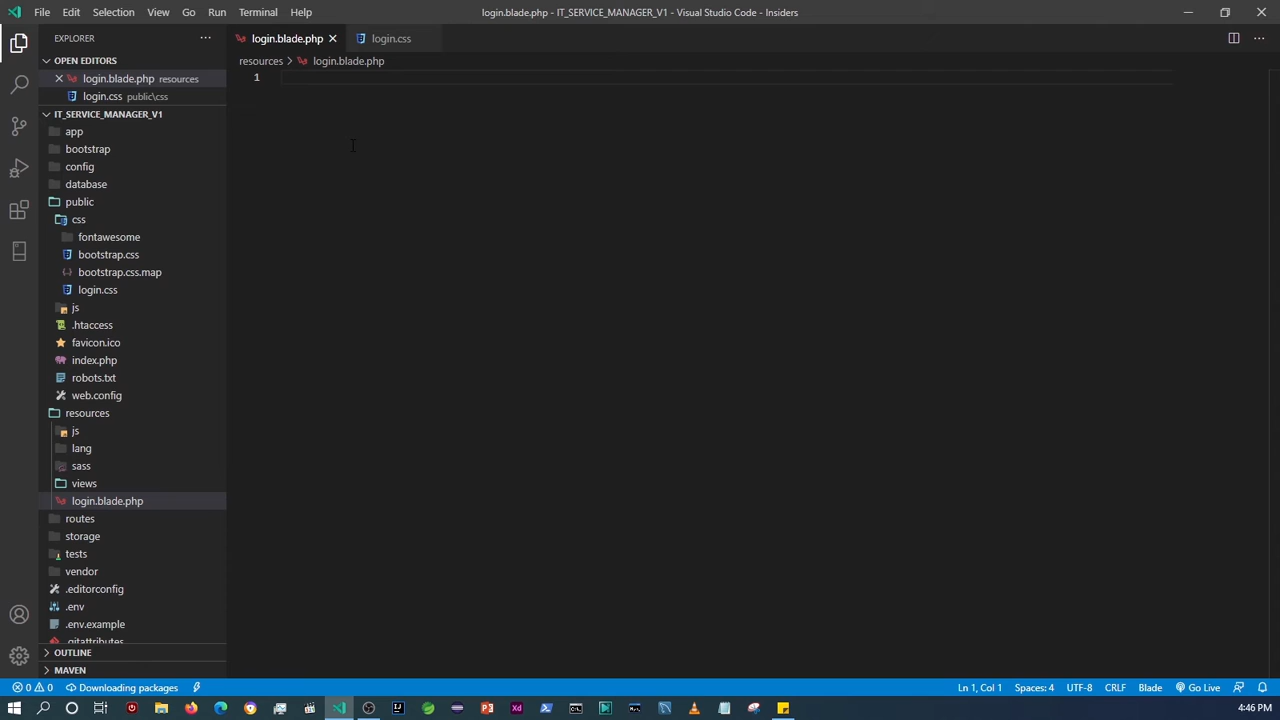 File Edit Selection View Go Run Terminal Help
login.blade.php - IT_SERVICE_MANAGER_V1 - Visual Studio Code - Insiders
EXPLORER
login.blade.php
login.css
OPEN EDITORS
resources > login.blade.php
login.blade.php resources
1
login.css public\css
IT_SERVICE_MANAGER_V1
app
bootstrap
config
database
public
css
fontawesome
bootstrap.css
bootstrap.css.map
login.css
js
.htaccess
favicon.ico
index.php
robots.txt
web.config
resources
js
lang
sass
views
login.blade.php
routes
storage
tests
vendor
.editorconfig
.env
.env.example
.gitattributes
OUTLINE
MAVEN
0 0 Downloading packages
Ln 1, Col 1 Spaces: 4 UTF-8 CRLF Blade Go Live
4:46 PM